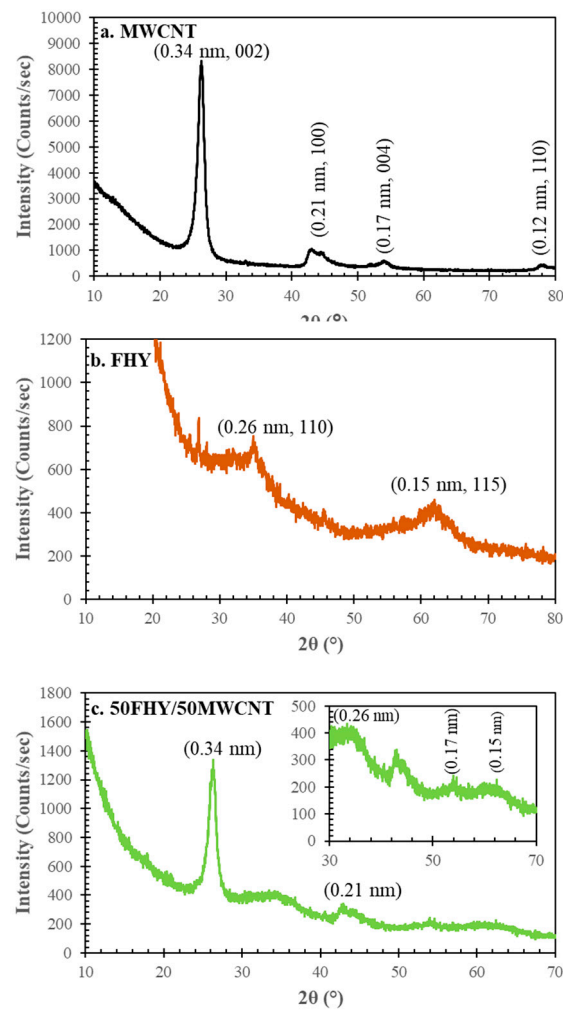 a. MWCNT
(0.34 nm, 002)
(0.21 nm, 100)
(0.17 nm, 004)
(0.12 nm, 110)
Intensity (Counts/sec)
10000
9000
8000
7000
6000
5000
4000
3000
2000
1000
0
10 20 30 40 50 60 70 80
2θ (°)
b. FHY
(0.26 nm, 110)
(0.15 nm, 115)
Intensity (Counts/sec)
1200
1000
800
600
400
200
0
10 20 30 40 50 60 70 80
2θ (°)
c. 50FHY/50MWCNT
(0.34 nm)
(0.21 nm)
Intensity (Counts/sec)
1800
1600
1400
1200
1000
800
600
400
200
0
10 20 30 40 50 60 70
2θ (°)
(0.26 nm)
(0.17 nm)
(0.15 nm)
500
400
300
200
100
0
30 50 70